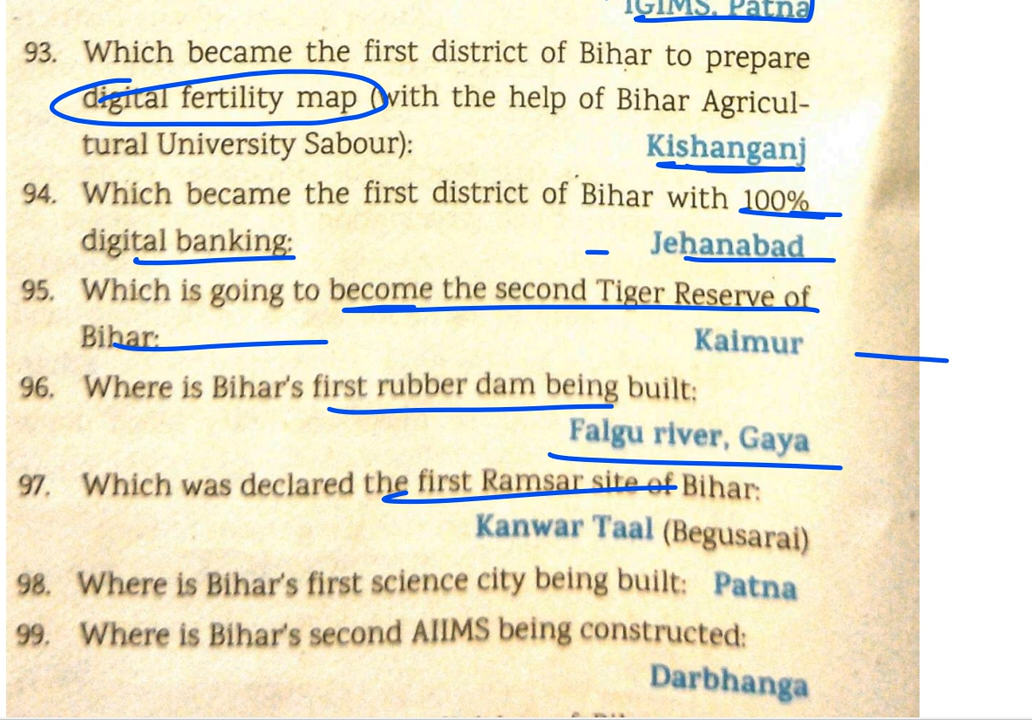 IGIMS, Patna
93. Which became the first district of Bihar to prepare
digital fertility map (with the help of Bihar Agricul-
tural University Sabour): Kishanganj
94. Which became the first district of Bihar with 100%
digital banking: Jehanabad
95. Which is going to become the second Tiger Reserve of
Bihar: Kaimur
96. Where is Bihar's first rubber dam being built:
Falgu river, Gaya
97. Which was declared the first Ramsar site of Bihar:
Kanwar Taal (Begusarai)
98. Where is Bihar's first science city being built: Patna
99. Where is Bihar's second AIIMS being constructed:
Darbhanga